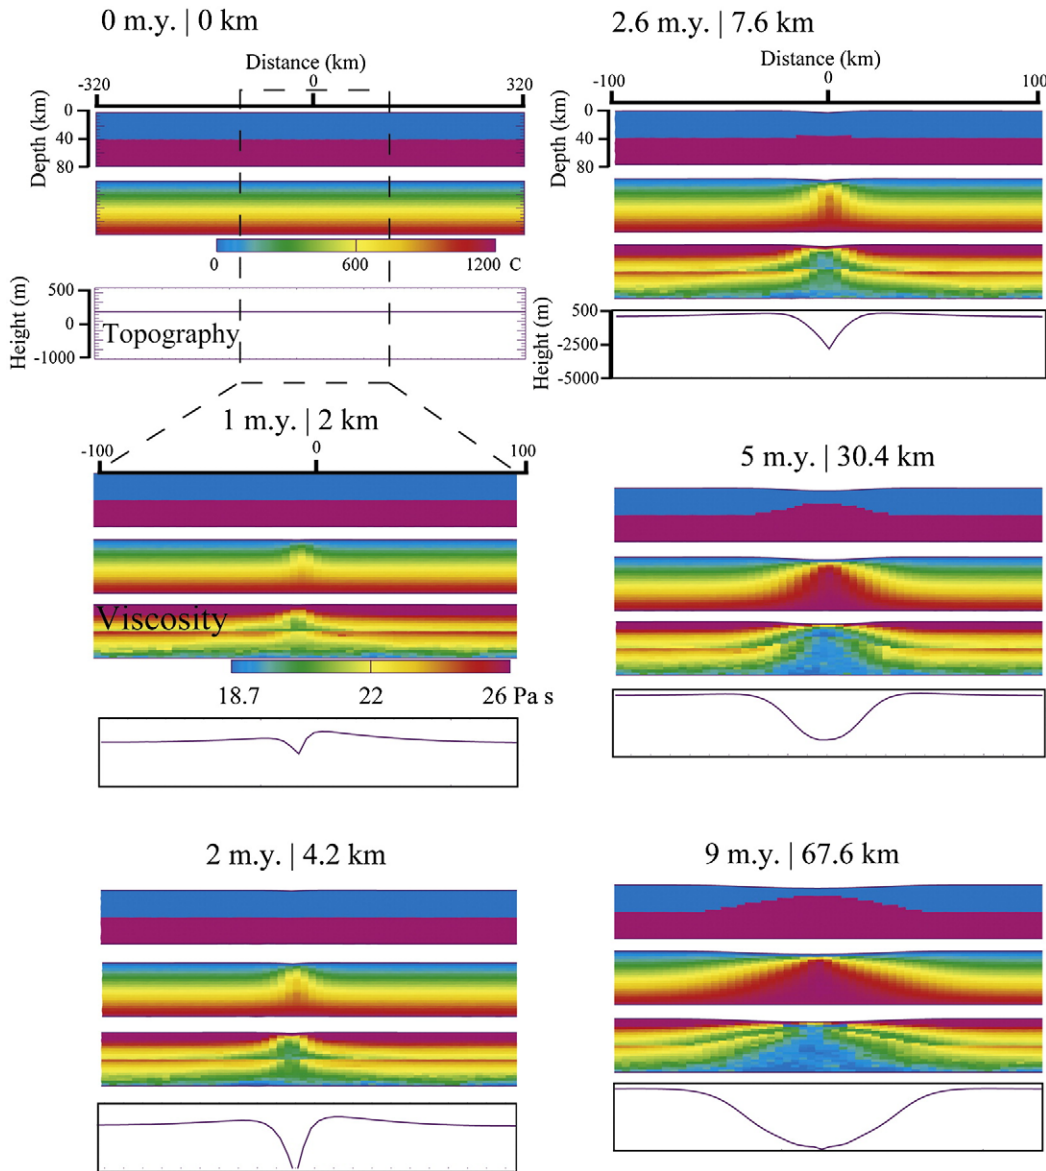 0 m.y. | 0 km
Distance (km)
-320 0 320
Depth (km)
0
40
80
0 600 1200 C
Height (m)
500
0
-1000
Topography
1 m.y. | 2 km
-100 0 100
Viscosity
18.7 22 26 Pa s
2 m.y. | 4.2 km
2.6 m.y. | 7.6 km
Distance (km)
-100 0 100
Depth (km)
0
40
80
Height (m)
500
-2500
-5000
5 m.y. | 30.4 km
9 m.y. | 67.6 km